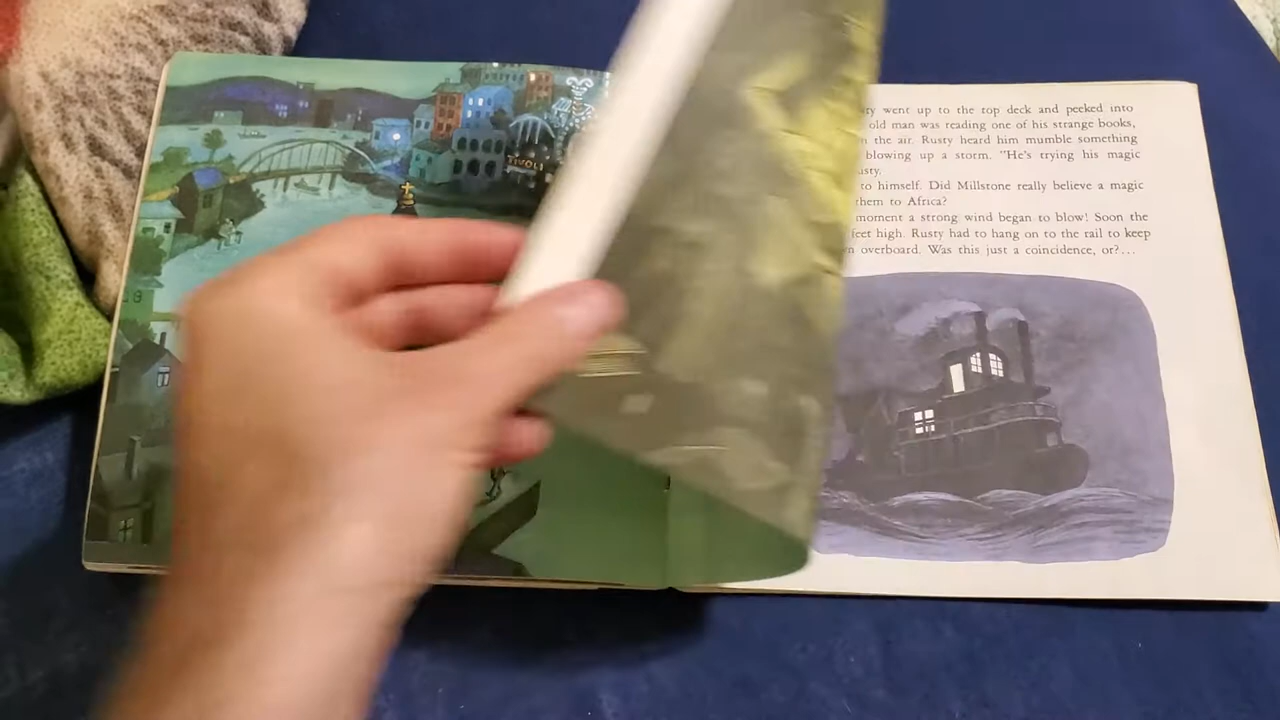 TIVOLI
went up to the top deck and peeked into
old man was reading one of his strange books,
the air. Rusty heard him mumble something
blowing up a storm. "He's trying his magic
to himself. Did Millstone really believe a magic
them to Africa?
moment a strong wind began to blow! Soon the
feet high. Rusty had to hang on to the rail to keep
overboard. Was this just a coincidence, or?...